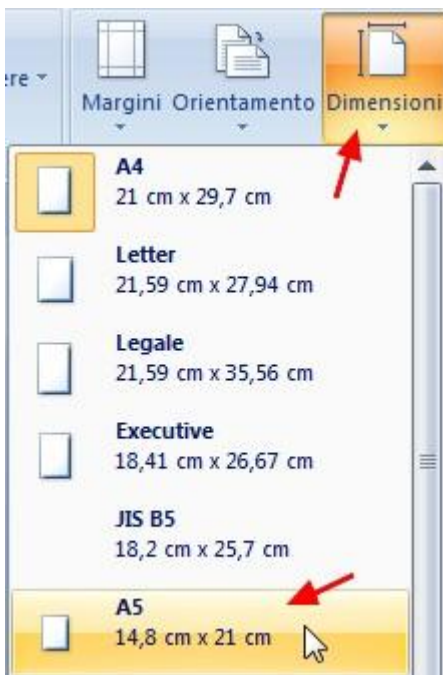 ere
Margini Orientamento Dimensioni
A4
21 cm x 29,7 cm
Letter
21,59 cm x 27,94 cm
Legale
21,59 cm x 35,56 cm
Executive
18,41 cm x 26,67 cm
JIS B5
18,2 cm x 25,7 cm
A5
14,8 cm x 21 cm